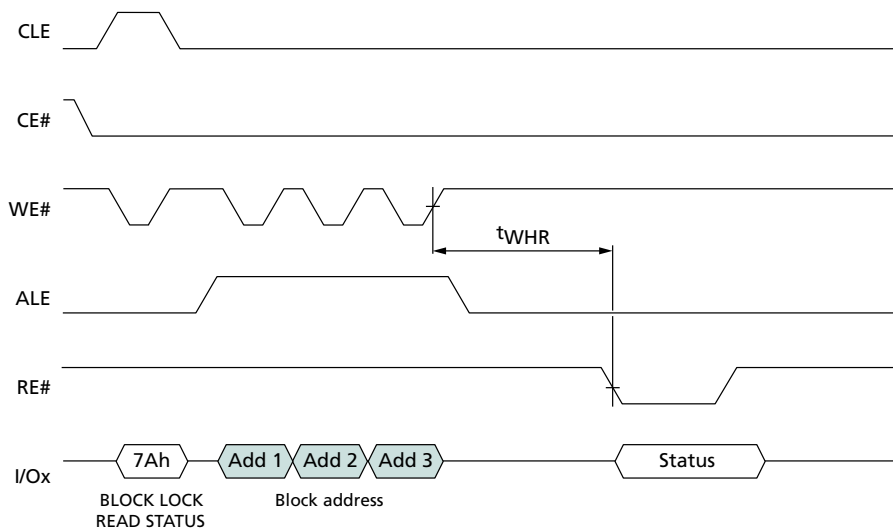 CLE
CE#
WE#
tWHR
ALE
RE#
I/Ox
7Ah
Add 1
Add 2
Add 3
Status
BLOCK LOCK
READ STATUS
Block address